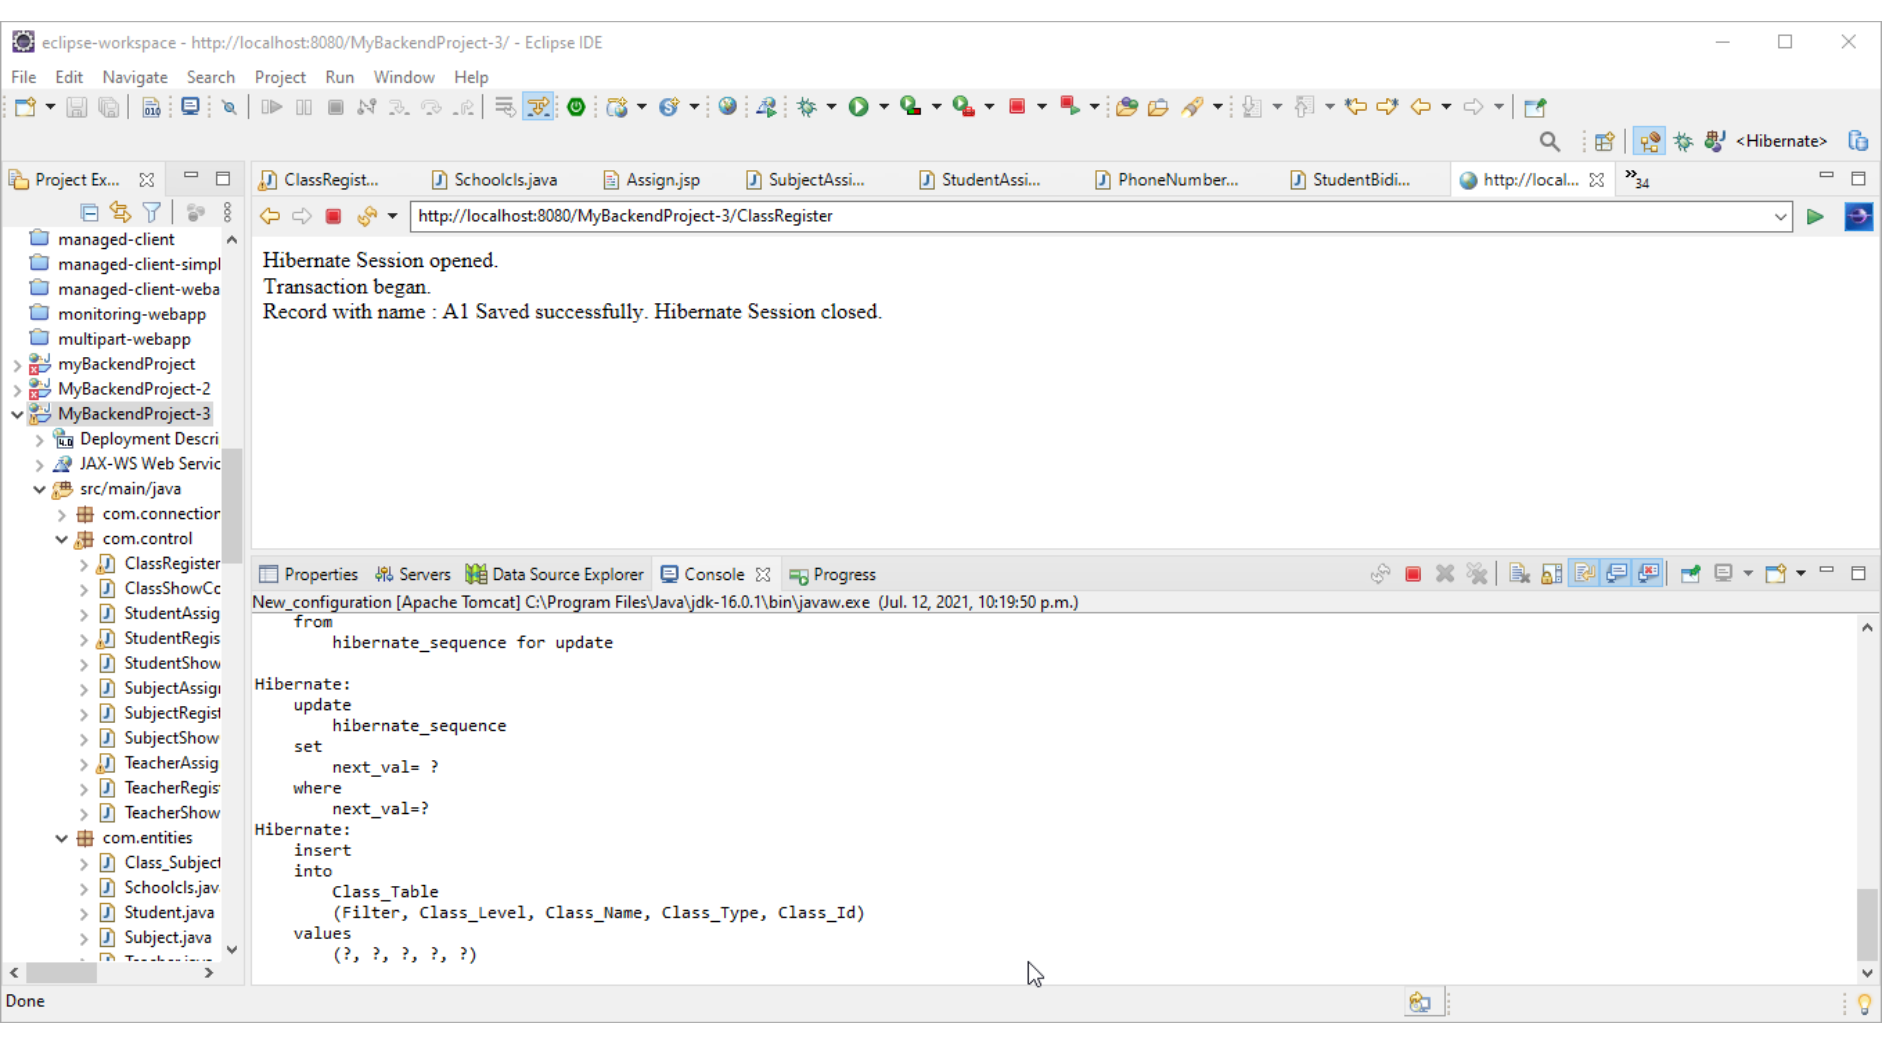 eclipse-workspace - http://localhost:8080/MyBackendProject-3/ - Eclipse IDE
File Edit Navigate Search Project Run Window Help
<Hibernate>
Project Ex...
ClassRegist... Schoolcls.java Assign.jsp SubjectAssi... StudentAssi... PhoneNumber... StudentBidi... http://local... »34
http://localhost:8080/MyBackendProject-3/ClassRegister
managed-client
managed-client-simpl
managed-client-weba
monitoring-webapp
multipart-webapp
myBackendProject
MyBackendProject-2
MyBackendProject-3
Deployment Descri
JAX-WS Web Servic
src/main/java
com.connection
com.control
ClassRegister
ClassShowCo
StudentAssig
StudentRegis
StudentShow
SubjectAssig
SubjectRegist
SubjectShow
TeacherAssig
TeacherRegis
TeacherShow
com.entities
Class_Subject
Schoolcls.jav
Student.java
Subject.java
Hibernate Session opened.
Transaction began.
Record with name : A1 Saved successfully. Hibernate Session closed.
Properties Servers Data Source Explorer Console Progress
New_configuration [Apache Tomcat] C:\Program Files\Java\jdk-16.0.1\bin\javaw.exe (Jul. 12, 2021, 10:19:50 p.m.)
from
hibernate_sequence for update
Hibernate:
update
hibernate_sequence
set
next_val= ?
where
next_val=?
Hibernate:
insert
into
Class_Table
(Filter, Class_Level, Class_Name, Class_Type, Class_Id)
values
(?, ?, ?, ?, ?)
Done